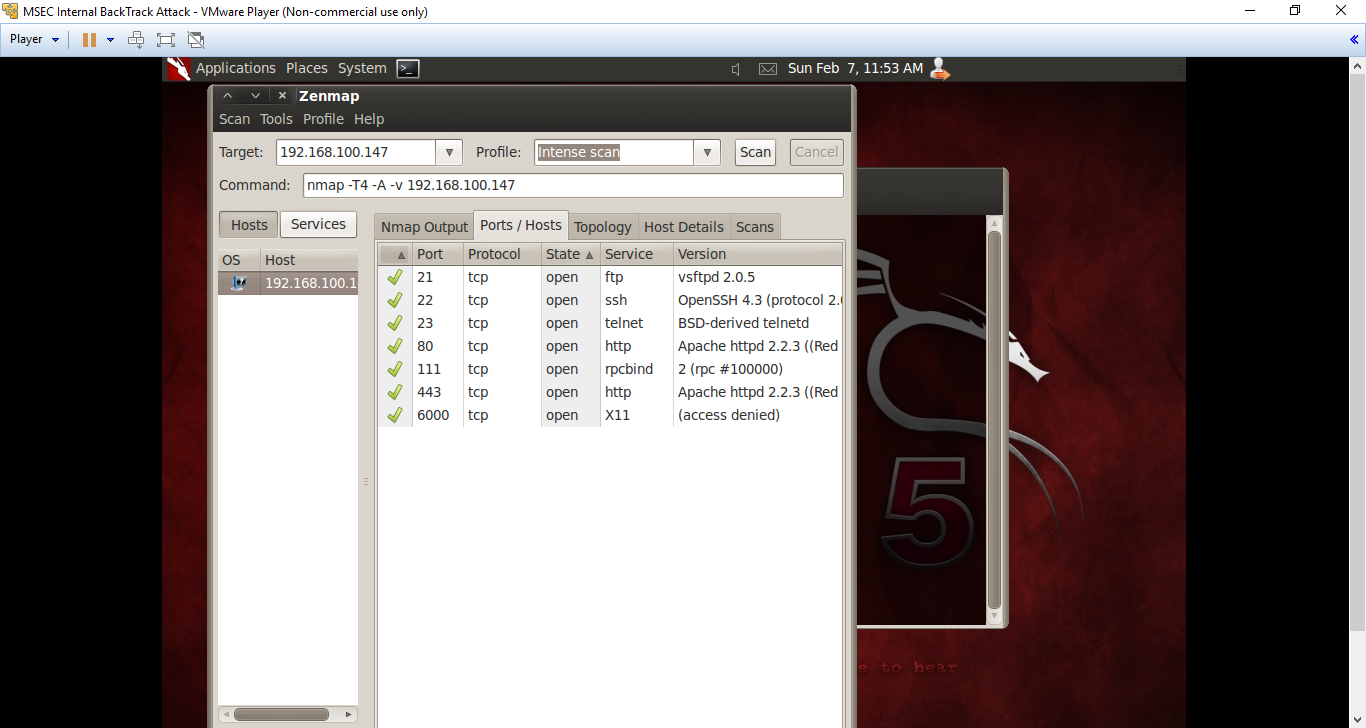 MSEC Internal BackTrack Attack - VMware Player (Non-commercial use only)
Player
Applications Places System Sun Feb 7, 11:53 AM
Zenmap
Scan Tools Profile Help
Target: 192.168.100.147 Profile: Intense scan Scan Cancel
Command: nmap -T4 -A -v 192.168.100.147
Hosts Services
Nmap Output Ports / Hosts Topology Host Details Scans
OS Host
192.168.100.1
Port Protocol State Service Version
21 tcp open ftp vsftpd 2.0.5
22 tcp open ssh OpenSSH 4.3 (protocol 2.
23 tcp open telnet BSD-derived telnetd
80 tcp open http Apache httpd 2.2.3 ((Red
111 tcp open rpcbind 2 (rpc #100000)
443 tcp open http Apache httpd 2.2.3 ((Red
6000 tcp open X11 (access denied)
5
e to hear